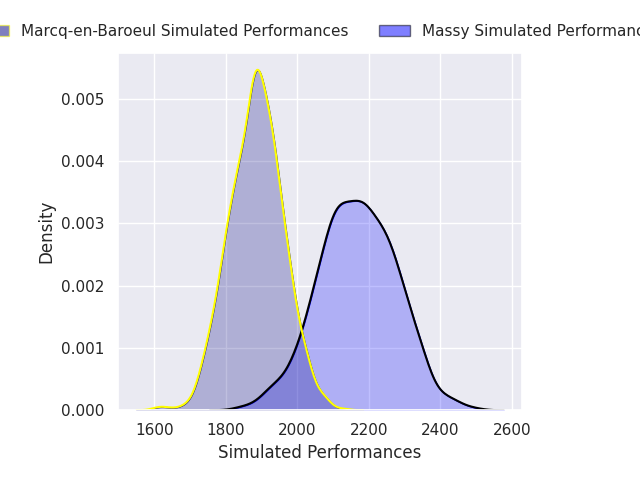 Marcq-en-Baroeul Simulated Performances
Massy Simulated
0.005
0.004
0.003
0.002
0.001
0.000
Density
1600 1800 2000 2200 2400 2600
Simulated Performances